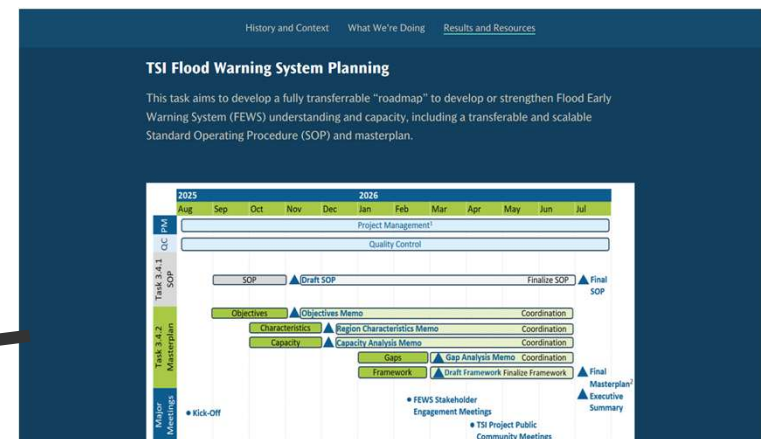 History and Context What We're Doing Results and Resources
TSI Flood Warning System Planning
This task aims to develop a fully transferrable “roadmap” to develop or strengthen Flood Early
Warning System (FEWS) understanding and capacity, including a transferable and scalable
Standard Operating Procedure (SOP) and masterplan.
2025 2026
Aug Sep Oct Nov Dec Jan Feb Mar Apr May Jun Jul
PM Project Management¹
QC Quality Control
Task 3.4.1
SOP
SOP Draft SOP Finalize SOP Final
SOP
Task 3.4.2
Masterplan
Objectives Objectives Memo Coordination
Characteristics Region Characteristics Memo Coordination
Capacity Capacity Analysis Memo Coordination
Gaps Gap Analysis Memo Coordination
Framework Draft Framework Finalize Framework Final
Masterplan²
Executive
Summary
Major
Meetings
Kick-Off
FEWS Stakeholder
Engagement Meetings
TSI Project Public
Community Meetings